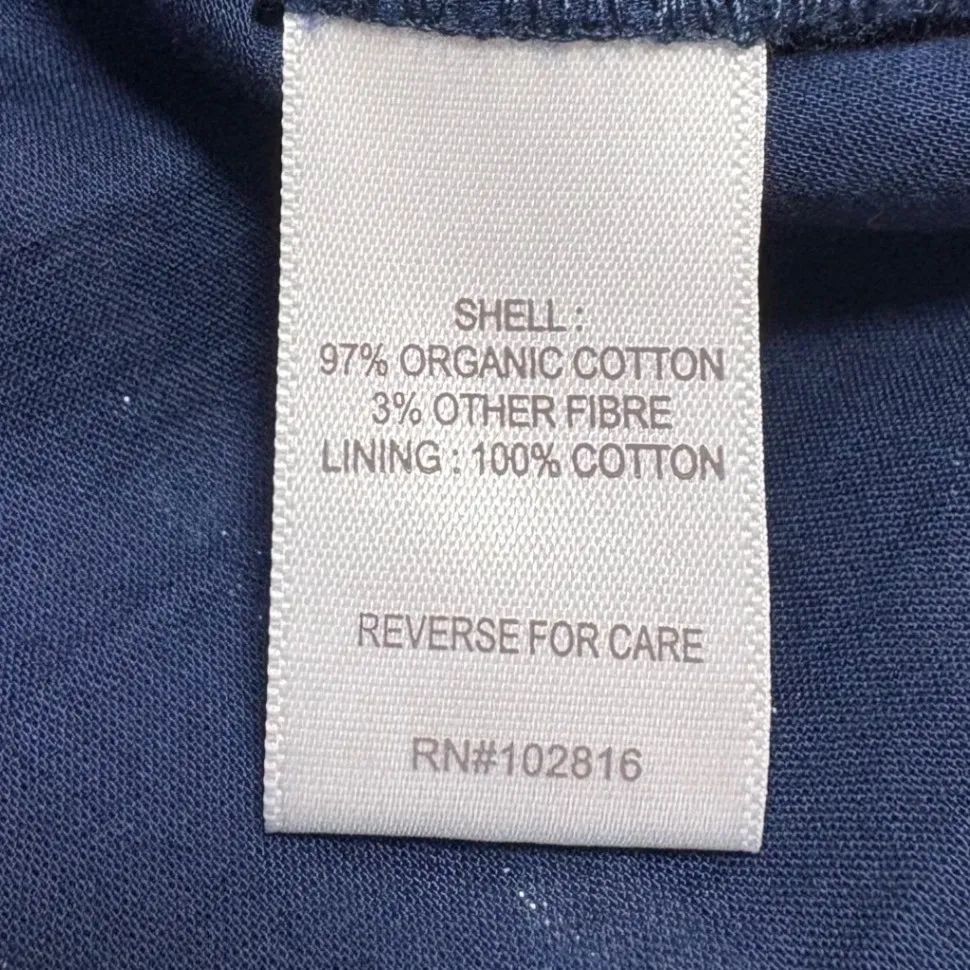 SHELL :
97% ORGANIC COTTON
3% OTHER FIBRE
LINING : 100% COTTON
REVERSE FOR CARE
RN#102816